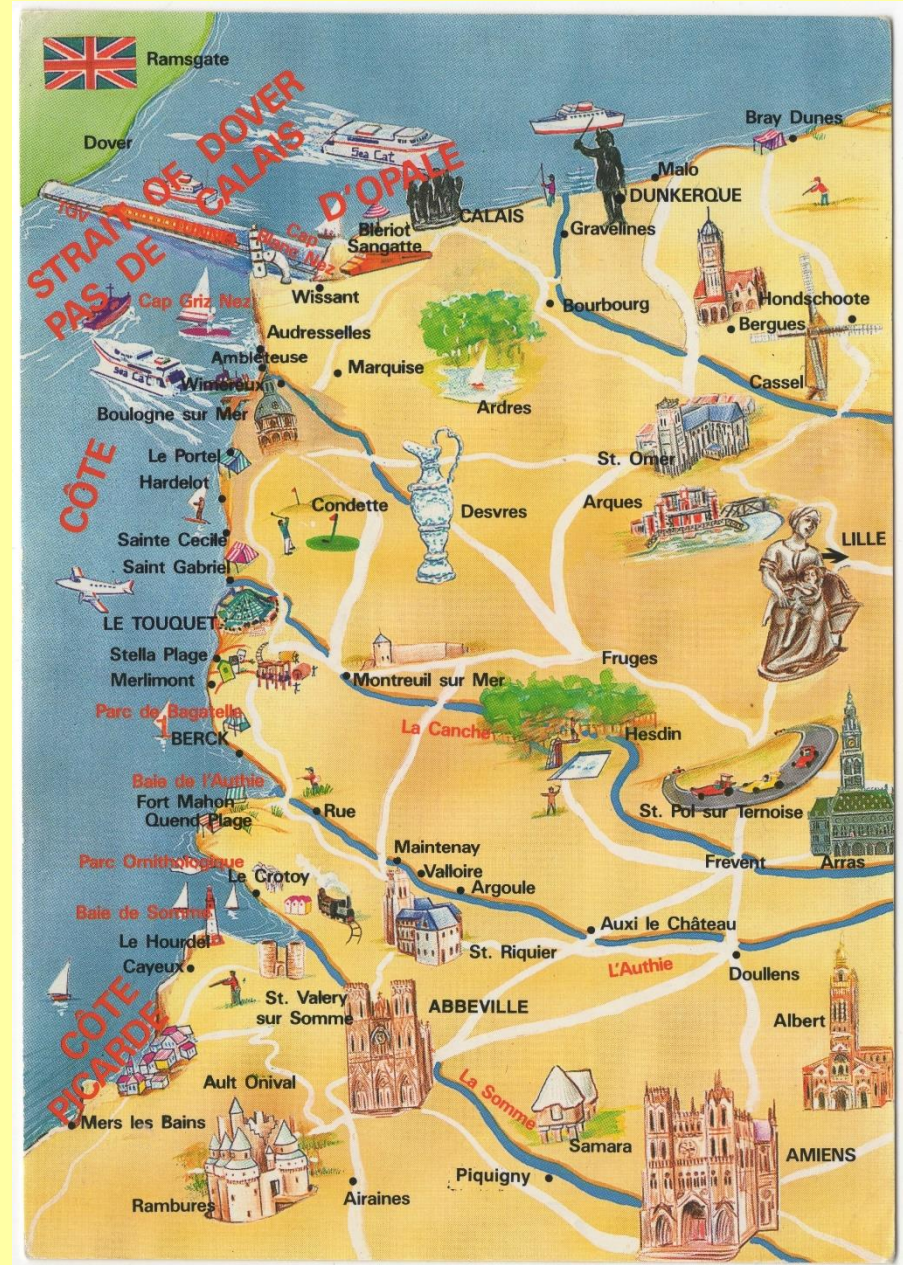 Ramsgate
Dover
STRAIT OF DOVER
PAS DE CALAIS
Sea Cat
TGV
CÔTE
D'OPALE
Bray Dunes
Malo
DUNKERQUE
CALAIS
Blériot
Sangatte
Cap
Blanc Nez
Gravelines
Cap Griz Nez
Wissant
Bourbourg
Hondschoote
Bergues
Audresselles
Ambleteuse
Marquise
Wimereux
Sea Cat
Cassel
Boulogne sur Mer
Ardres
Le Portel
St. Omer
Hardelot
Condette
Desvres
Arques
Sainte Cecile
LILLE
Saint Gabriel
LE TOUQUET
Stella Plage
Fruges
Merlimont
Montreuil sur Mer
Parc de Bagatelle
La Canche
Hesdin
BERCK
Baie de l'Authie
Fort Mahon
Quend Plage
Rue
St. Pol sur Ternoise
Maintenay
Parc Ornithologique
Valloire
Frevent
Arras
Le Crotoy
Argoule
Baie de Somme
Auxi le Château
Le Hourdel
St. Riquier
Cayeux
L'Authie
Doullens
St. Valery
sur Somme
ABBEVILLE
Albert
CÔTE
PICARDE
Ault Onival
La Somme
Mers les Bains
Samara
AMIENS
Piquigny
Rambures
Airaines